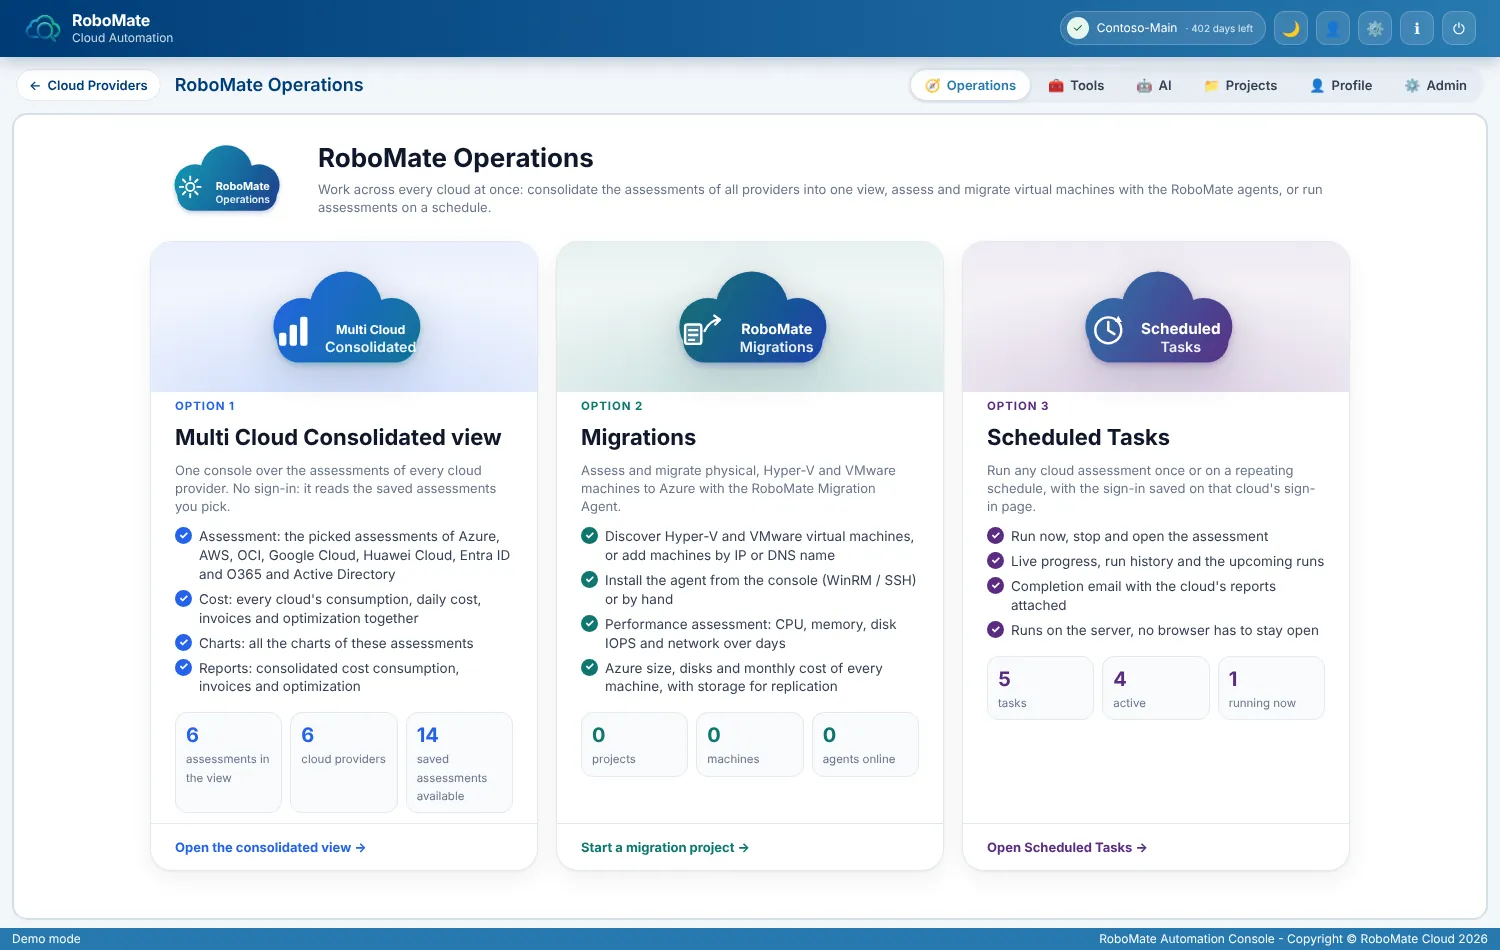 RoboMate
Cloud Automation
Contoso-Main · 402 days left
← Cloud Providers
RoboMate Operations
Operations
Tools
AI
Projects
Profile
Admin
RoboMate
Operations
RoboMate Operations
Work across every cloud at once: consolidate the assessments of all providers into one view, assess and migrate virtual machines with the RoboMate agents, or run
assessments on a schedule.
Multi Cloud
Consolidated
OPTION 1
Multi Cloud Consolidated view
One console over the assessments of every cloud
provider. No sign-in: it reads the saved assessments
you pick.
Assessment: the picked assessments of Azure,
AWS, OCI, Google Cloud, Huawei Cloud, Entra ID
and O365 and Active Directory
Cost: every cloud's consumption, daily cost,
invoices and optimization together
Charts: all the charts of these assessments
Reports: consolidated cost consumption,
invoices and optimization
6
assessments in
the view
6
cloud providers
14
saved
assessments
available
Open the consolidated view →
RoboMate
Migrations
OPTION 2
Migrations
Assess and migrate physical, Hyper-V and VMware
machines to Azure with the RoboMate Migration
Agent.
Discover Hyper-V and VMware virtual machines,
or add machines by IP or DNS name
Install the agent from the console (WinRM / SSH)
or by hand
Performance assessment: CPU, memory, disk
IOPS and network over days
Azure size, disks and monthly cost of every
machine, with storage for replication
0
projects
0
machines
0
agents online
Start a migration project →
Scheduled
Tasks
OPTION 3
Scheduled Tasks
Run any cloud assessment once or on a repeating
schedule, with the sign-in saved on that cloud's sign-
in page.
Run now, stop and open the assessment
Live progress, run history and the upcoming runs
Completion email with the cloud's reports
attached
Runs on the server, no browser has to stay open
5
tasks
4
active
1
running now
Open Scheduled Tasks →
Demo mode
RoboMate Automation Console - Copyright © RoboMate Cloud 2026